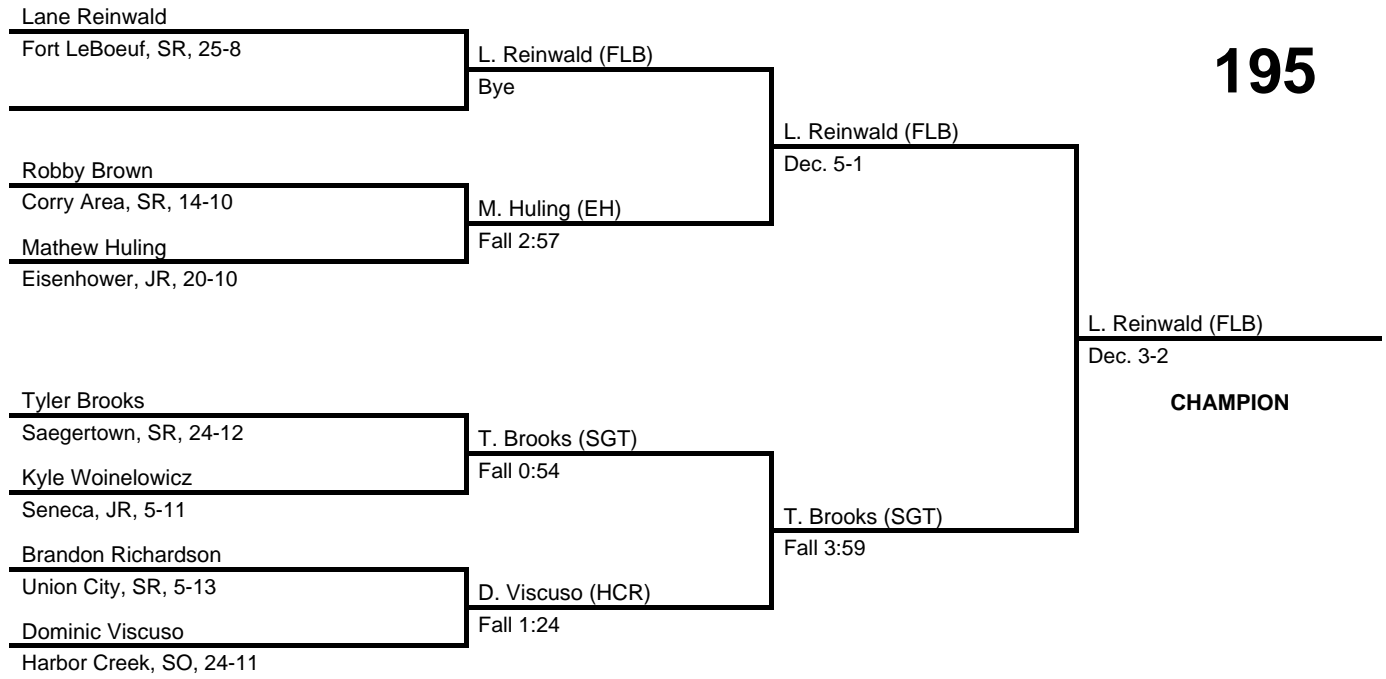 Lane Reinwald
Fort LeBoeuf, SR, 25-8
L. Reinwald (FLB)
Bye
195
L. Reinwald (FLB)
Dec. 5-1
Robby Brown
Corry Area, SR, 14-10
M. Huling (EH)
Fall 2:57
Mathew Huling
Eisenhower, JR, 20-10
L. Reinwald (FLB)
Dec. 3-2
CHAMPION
Tyler Brooks
Saegertown, SR, 24-12
T. Brooks (SGT)
Fall 0:54
Kyle Woinelowicz
Seneca, JR, 5-11
T. Brooks (SGT)
Fall 3:59
Brandon Richardson
Union City, SR, 5-13
D. Viscuso (HCR)
Fall 1:24
Dominic Viscuso
Harbor Creek, SO, 24-11